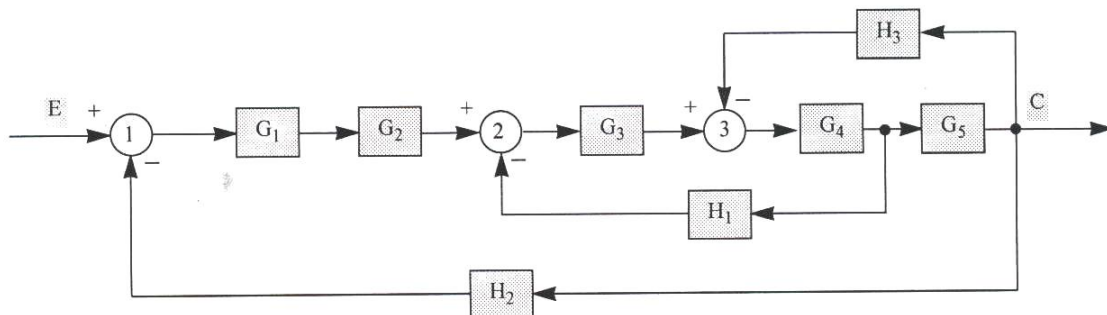 H₃
E
+
−
C
+
+
1
G₁
G₂
2
G₃
3
G₄
G₅
−
−
H₁
H₂